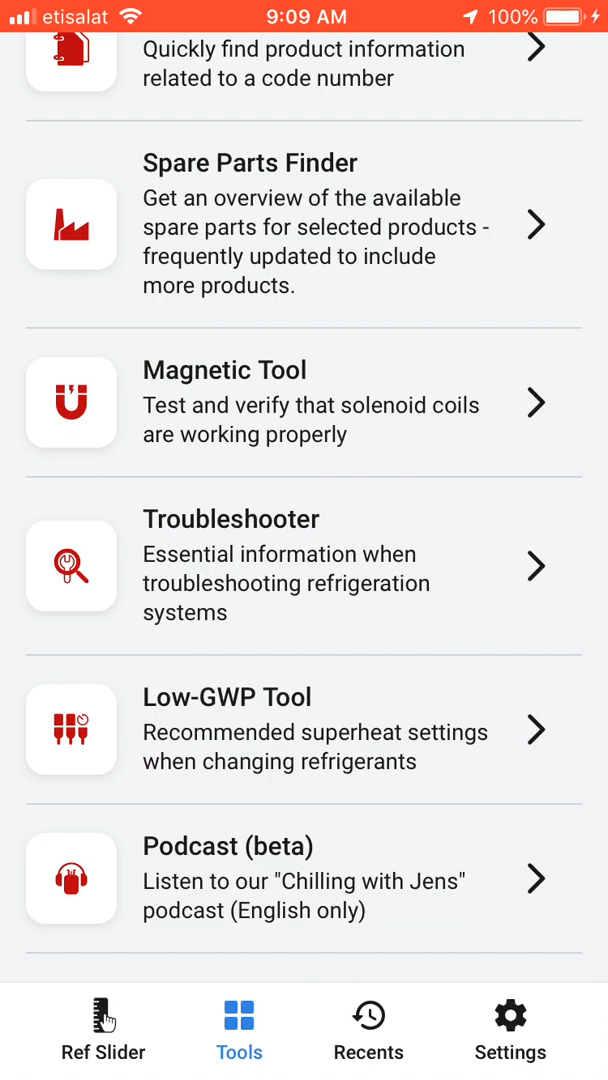 etisalat 9:09 AM 100%
Quickly find product information
related to a code number
Spare Parts Finder
Get an overview of the available
spare parts for selected products -
frequently updated to include
more products.
Magnetic Tool
Test and verify that solenoid coils
are working properly
Troubleshooter
Essential information when
troubleshooting refrigeration
systems
Low-GWP Tool
Recommended superheat settings
when changing refrigerants
Podcast (beta)
Listen to our "Chilling with Jens"
podcast (English only)
Ref Slider Tools Recents Settings